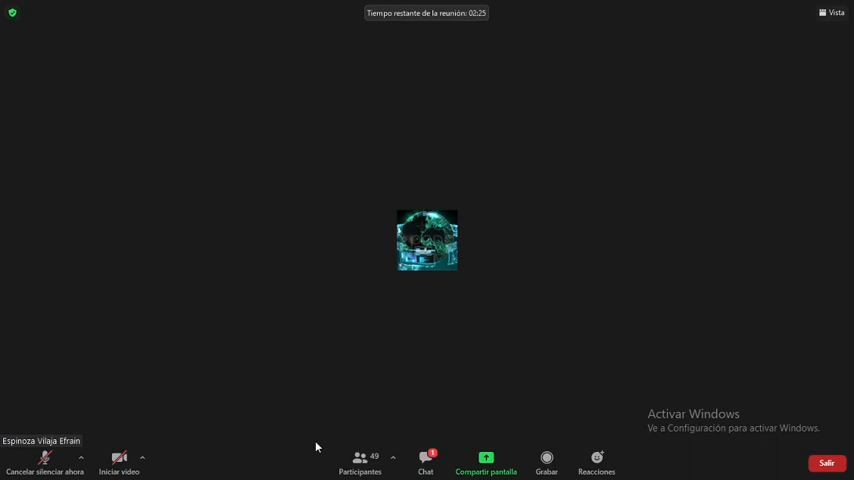 Tiempo restante de la reunión: 02:25
Vista
Activar Windows
Ve a Configuración para activar Windows.
Espinoza Vilaja Efrain
49
1
Cancelar silenciar ahora
Iniciar video
Participantes
Chat
Compartir pantalla
Grabar
Reacciones
Salir